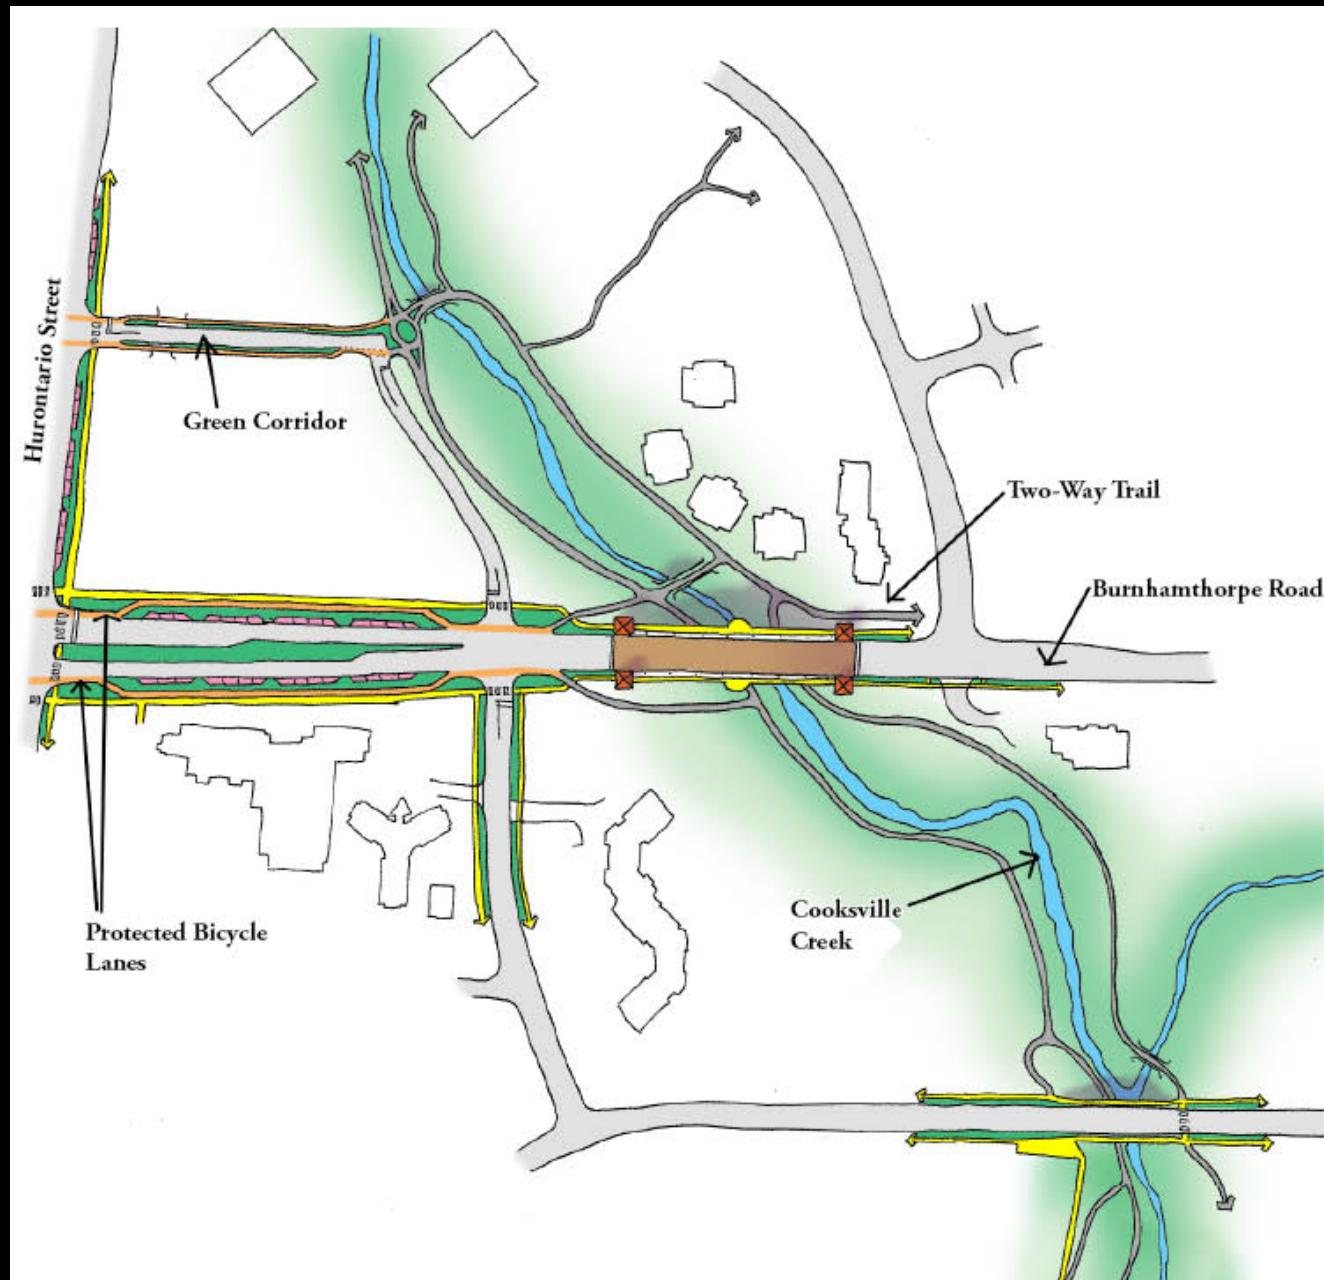 Hurontario Street
Green Corridor
Two-Way Trail
Burnhamthorpe Road
Cooksville
Creek
Protected Bicycle
Lanes